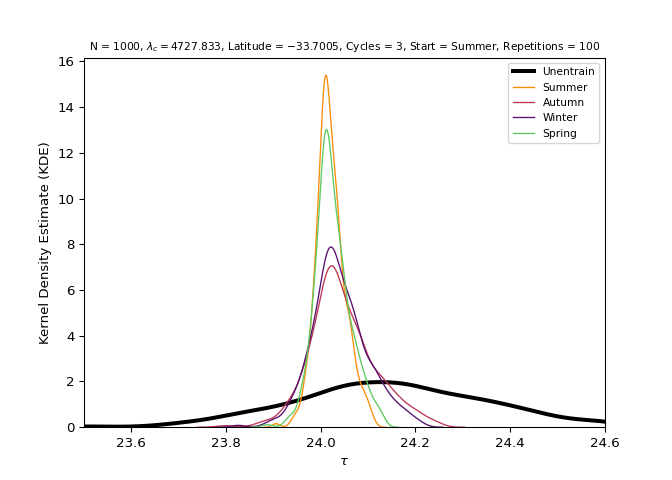 N = 1000, λc = 4727.833, Latitude = −33.7005, Cycles = 3, Start = Summer, Repetitions = 100
Kernel Density Estimate (KDE)
16
14
12
10
8
6
4
2
0
Unentrain
Summer
Autumn
Winter
Spring
23.6 23.8 24.0 24.2 24.4 24.6
τ